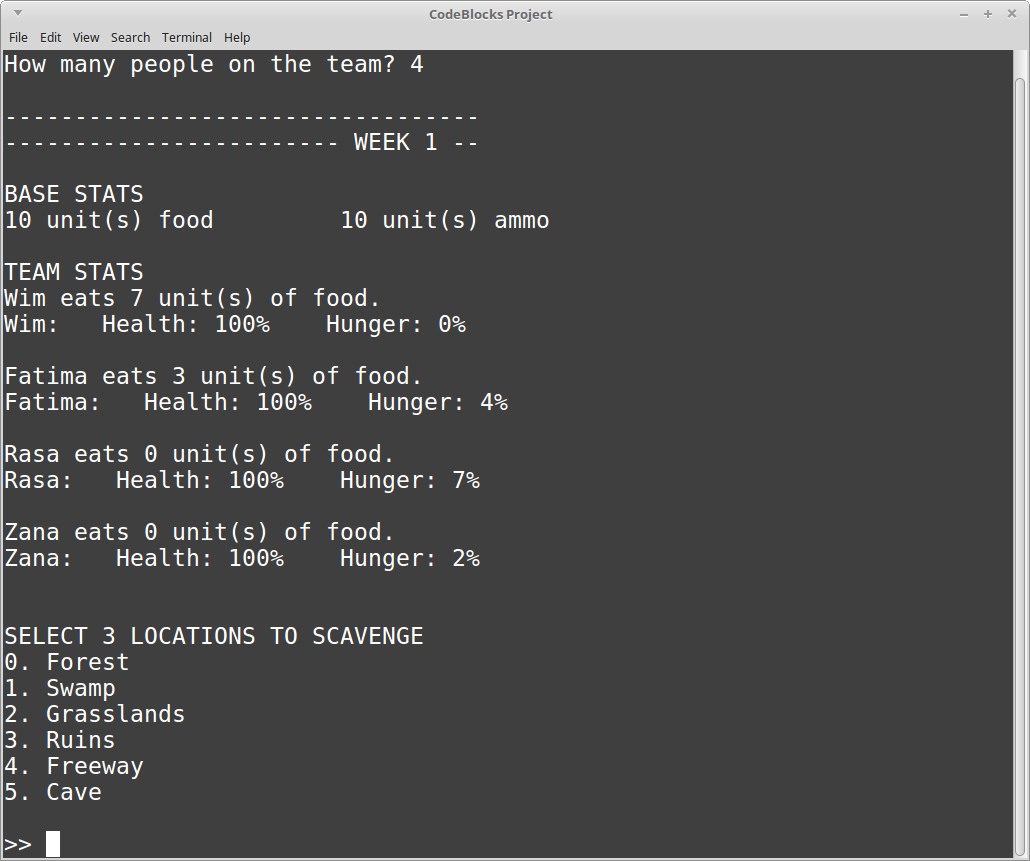 CodeBlocks Project
File Edit View Search Terminal Help
How many people on the team? 4
----------------------------------
------------------------ WEEK 1 --
BASE STATS
10 unit(s) food         10 unit(s) ammo
TEAM STATS
Wim eats 7 unit(s) of food.
Wim:   Health: 100%    Hunger: 0%
Fatima eats 3 unit(s) of food.
Fatima:   Health: 100%    Hunger: 4%
Rasa eats 0 unit(s) of food.
Rasa:   Health: 100%    Hunger: 7%
Zana eats 0 unit(s) of food.
Zana:   Health: 100%    Hunger: 2%
SELECT 3 LOCATIONS TO SCAVENGE
0. Forest
1. Swamp
2. Grasslands
3. Ruins
4. Freeway
5. Cave
>>